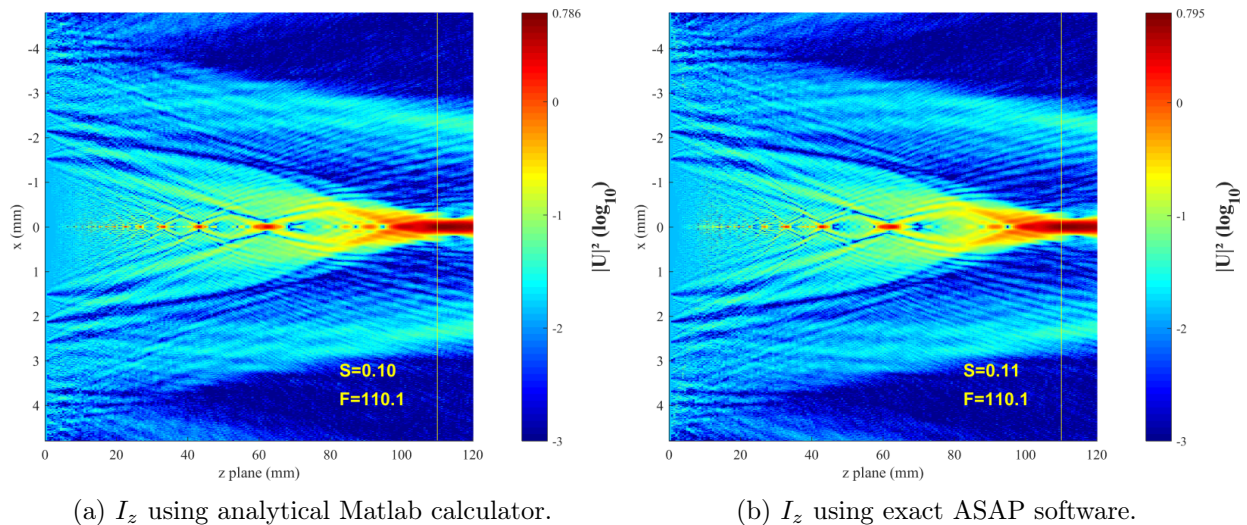 0.786
0
-1
-2
-3
|U|² (log₁₀)
-4
-3
-2
-1
0
1
2
3
4
x (mm)
S=0.10
F=110.1
0 20 40 60 80 100 120
z plane (mm)
(a) I_z using analytical Matlab calculator.
0.795
0
-1
-2
-3
|U|² (log₁₀)
-4
-3
-2
-1
0
1
2
3
4
x (mm)
S=0.11
F=110.1
0 20 40 60 80 100 120
z plane (mm)
(b) I_z using exact ASAP software.